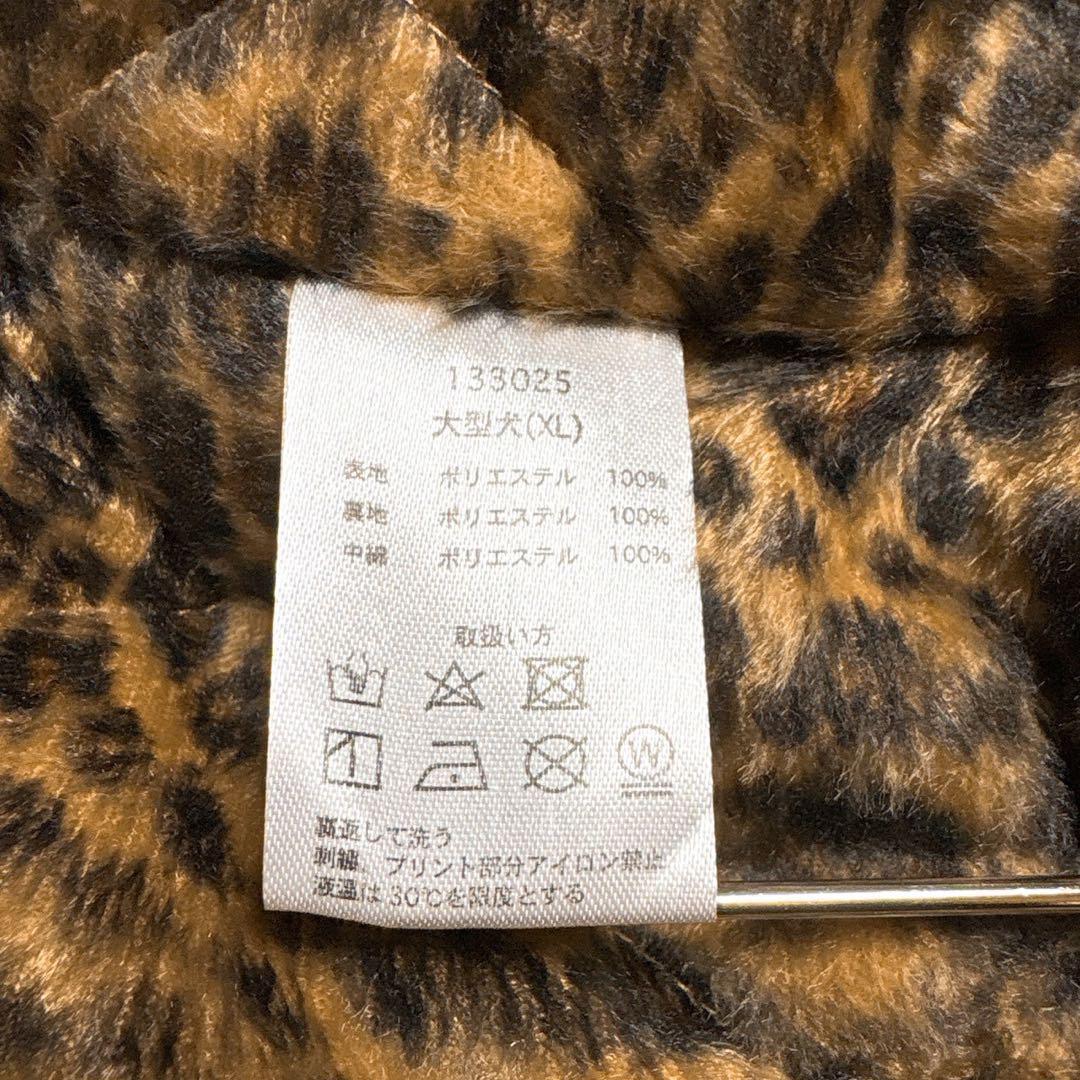 133025
大型犬(XL)
表地 ポリエステル 100%
裏地 ポリエステル 100%
中綿 ポリエステル 100%
取扱い方
W
裏返して洗う
刺繍、プリント部分アイロン禁止
液温は30℃を限度とする